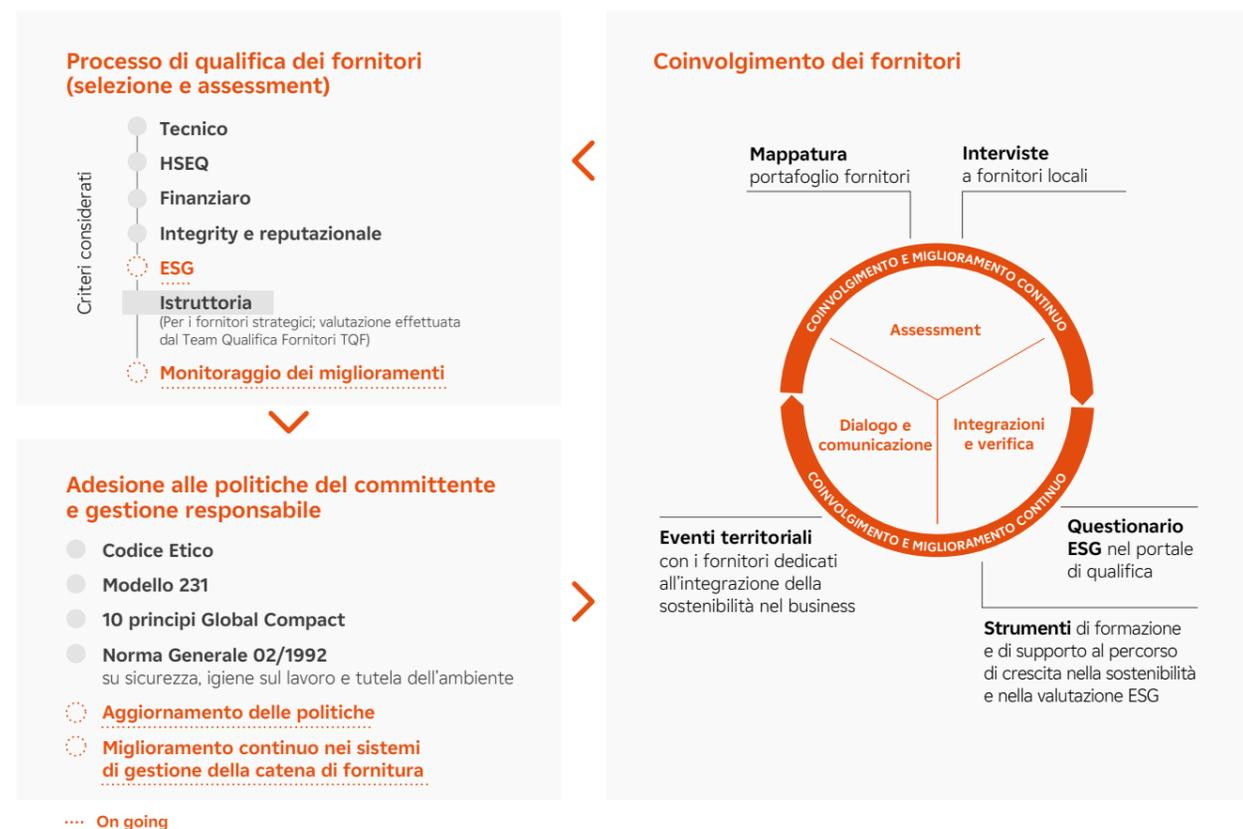 Processo di qualifica dei fornitori
(selezione e assessment)
Criteri considerati
Tecnico
HSEQ
Finanziaro
Integrity e reputazionale
ESG
Istruttoria
(Per i fornitori strategici; valutazione effettuata
dal Team Qualifica Fornitori TQF)
Monitoraggio dei miglioramenti
Adesione alle politiche del committente
e gestione responsabile
Codice Etico
Modello 231
10 principi Global Compact
Norma Generale 02/1992
su sicurezza, igiene sul lavoro e tutela dell'ambiente
Aggiornamento delle politiche
Miglioramento continuo nei sistemi
di gestione della catena di fornitura
On going
Coinvolgimento dei fornitori
Mappatura
portafoglio fornitori
Interviste
a fornitori locali
COINVOLGIMENTO E MIGLIORAMENTO CONTINUO
Assessment
Dialogo e
comunicazione
Integrazioni
e verifica
COINVOLGIMENTO E MIGLIORAMENTO CONTINUO
Eventi territoriali
con i fornitori dedicati
all'integrazione della
sostenibilità nel business
Questionario
ESG nel portale
di qualifica
Strumenti di formazione
e di supporto al percorso
di crescita nella sostenibilità
e nella valutazione ESG